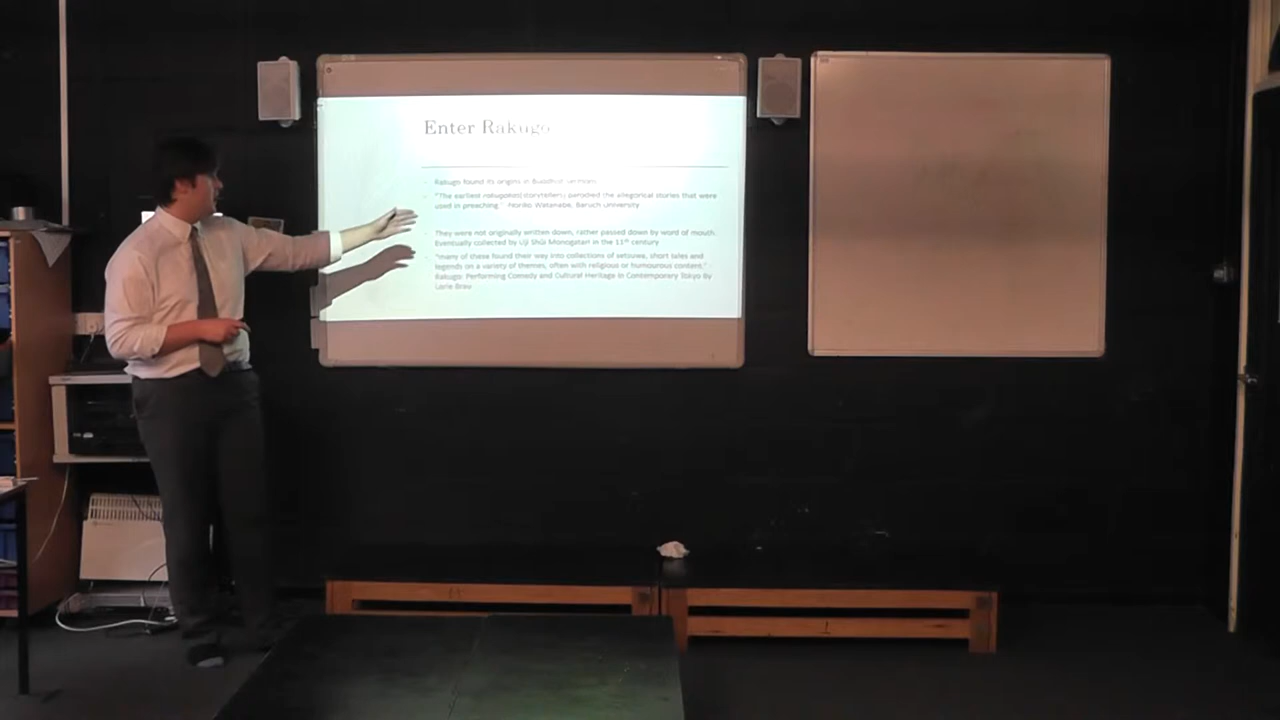 Enter Rakugo
Rakugo found its origins in Buddhist sermons
"The earliest rakugo(ka) (storytellers) parodied the allegorical stories that were
used in preaching." Noriko Watanabe, Baruch University
They were not originally written down, rather passed down by word of mouth.
Eventually collected by Uji Shūi Monogatari in the 11th century
"many of these found their way into collections of setsuwa, short tales and
legends on a variety of themes, often with religious or humourous content."
Rakugo: Performing Comedy and Cultural Heritage in Contemporary Tokyo By
Lorie Brau